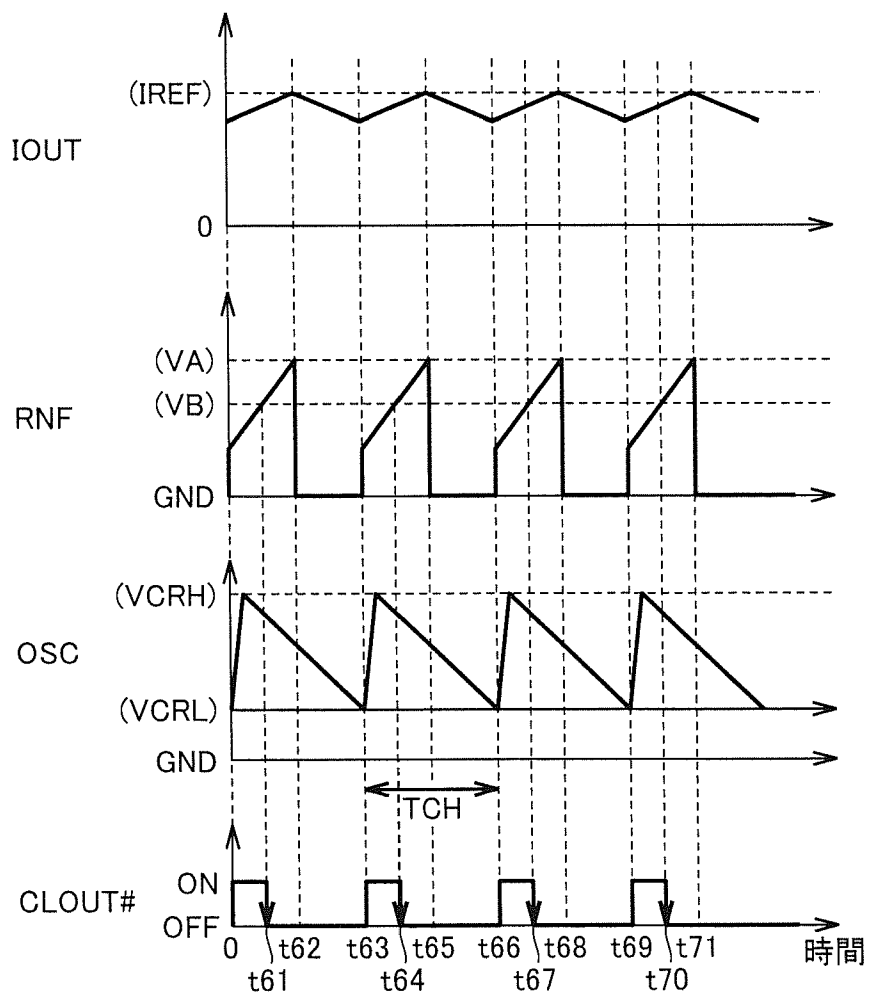 (IREF)
IOUT
0
(VA)
(VB)
RNF
GND
(VCRH)
OSC
(VCRL)
GND
TCH
ON
CLOUT#
OFF
0 t62 t63 t65 t66 t68 t69 t71 時間
t61 t64 t67 t70